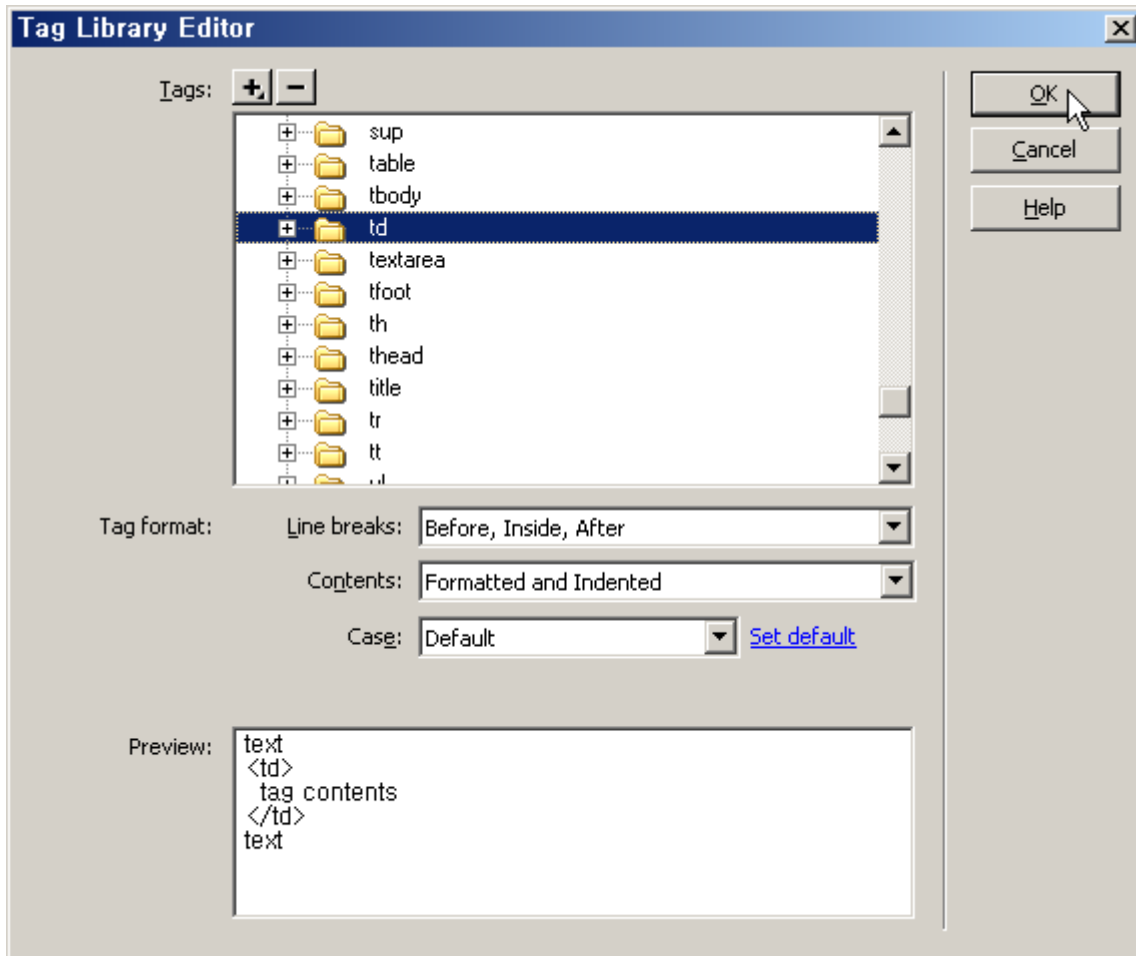 Tag Library Editor
Tags:
OK
Cancel
Help
sup
table
tbody
td
textarea
tfoot
th
thead
title
tr
tt
Tag format: Line breaks: Before, Inside, After
Contents: Formatted and Indented
Case: Default Set default
Preview:
text
<td>
tag contents
</td>
text